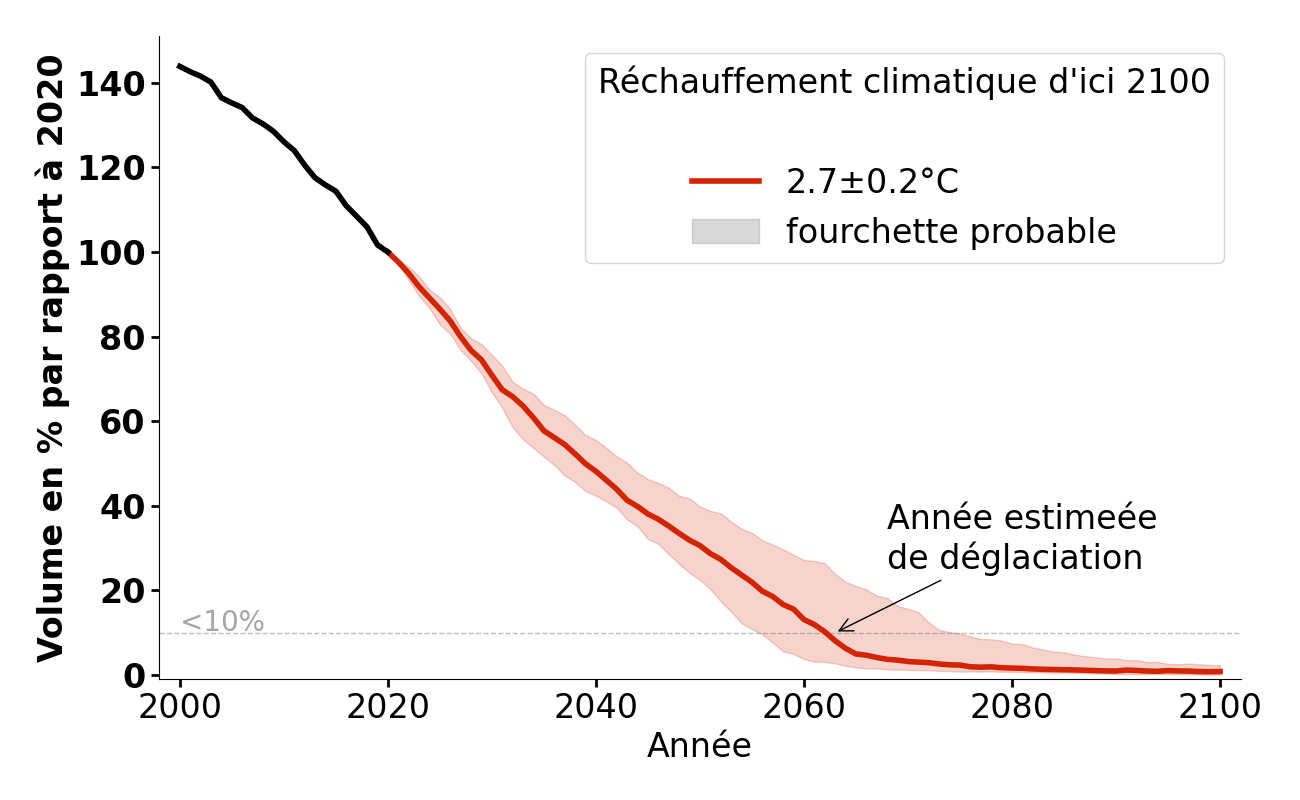 Volume en % par rapport à 2020
140
120
100
80
60
40
20
0
Réchauffement climatique d'ici 2100
2.7±0.2°C
fourchette probable
Année estimeée
de déglaciation
<10%
2000
2020
2040
2060
2080
2100
Année